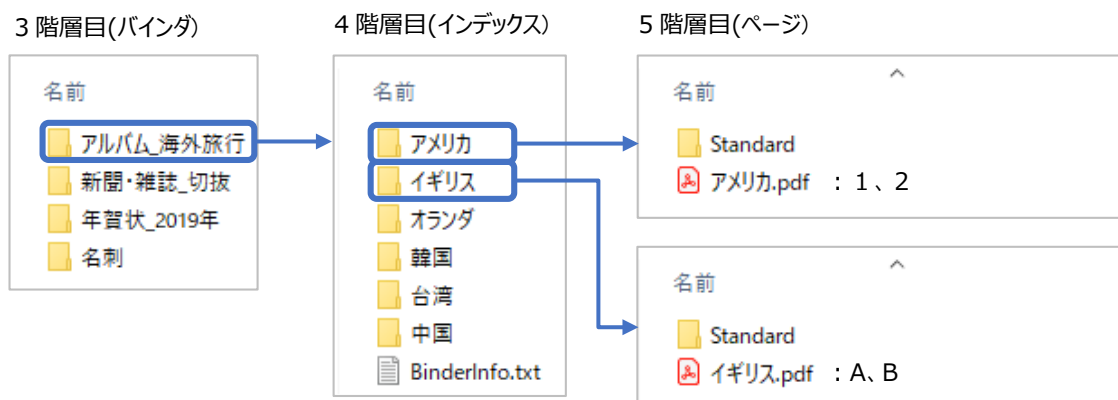 3階層目(バインダ)
4階層目(インデックス)
5階層目(ページ)
名前
アルバム_海外旅行
新聞・雑誌_切抜
年賀状_2019年
名刺
名前
アメリカ
イギリス
オランダ
韓国
台湾
中国
BinderInfo.txt
名前
Standard
アメリカ.pdf ：1、2
名前
Standard
イギリス.pdf ：A、B